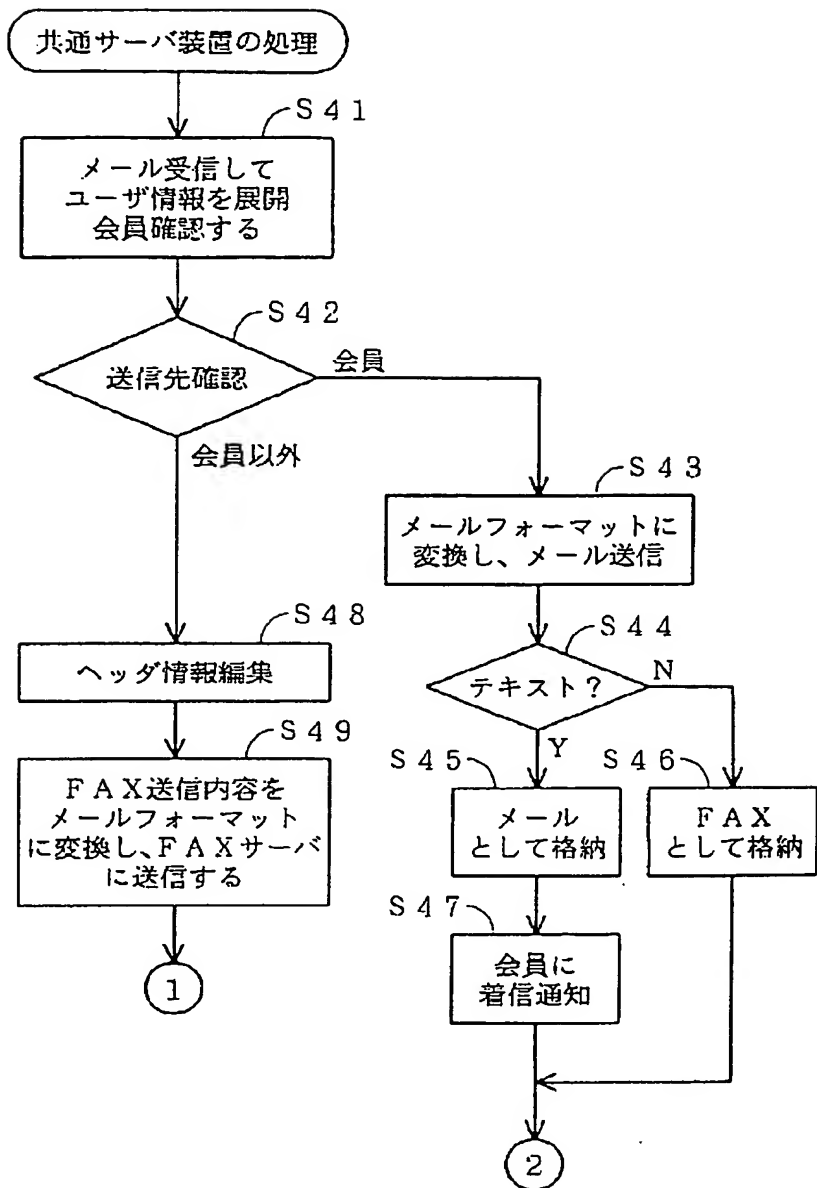 共通サーバ装置の処理
S41
メール受信して
ユーザ情報を展開
会員確認する
S42
送信先確認
会員
会員以外
S43
メールフォーマットに
変換し、メール送信
S44
テキスト?
N
Y
S45
メール
として格納
S46
FAX
として格納
S47
会員に
着信通知
2
S48
ヘッダ情報編集
S49
FAX送信内容を
メールフォーマット
に変換し、FAXサーバ
に送信する
1